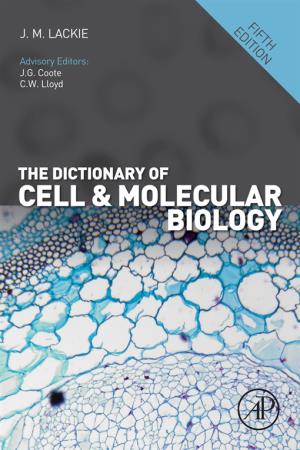 J. M. LACKIE
FIFTH
EDITION
Advisory Editors:
J.G. Coote
C.W. Lloyd
THE DICTIONARY OF
CELL & MOLECULAR
BIOLOGY
AP